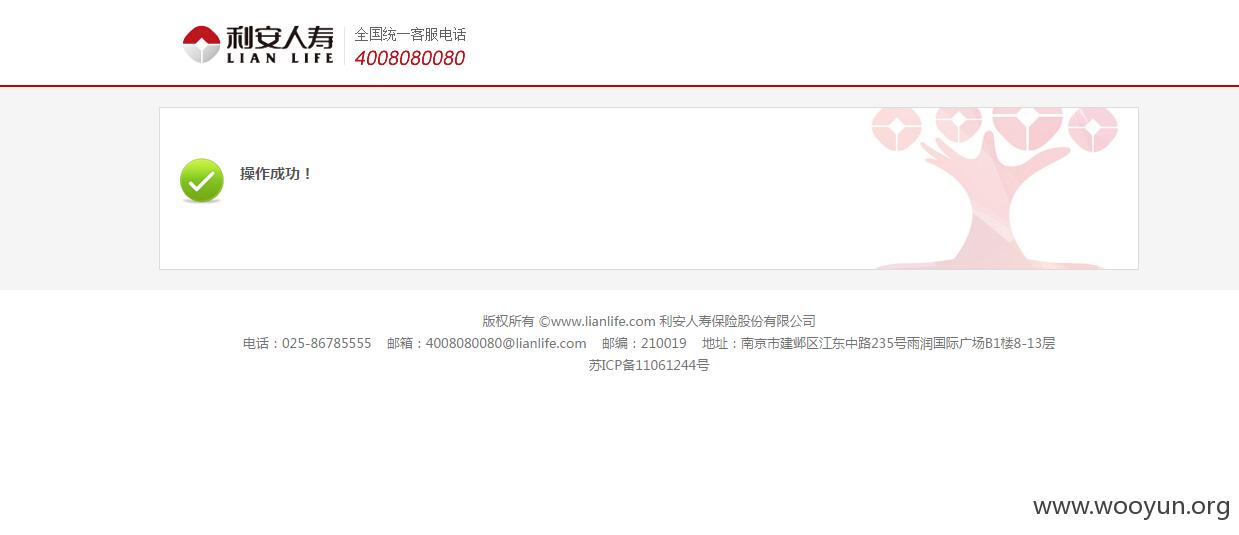 利安人寿
LIAN LIFE
全国统一客服电话
4008080080
操作成功！
版权所有 ©www.lianlife.com 利安人寿保险股份有限公司
电话：025-86785555 邮箱：4008080080@lianlife.com 邮编：210019 地址：南京市建邺区江东中路235号雨润国际广场B1楼8-13层
苏ICP备11061244号
www.wooyun.org